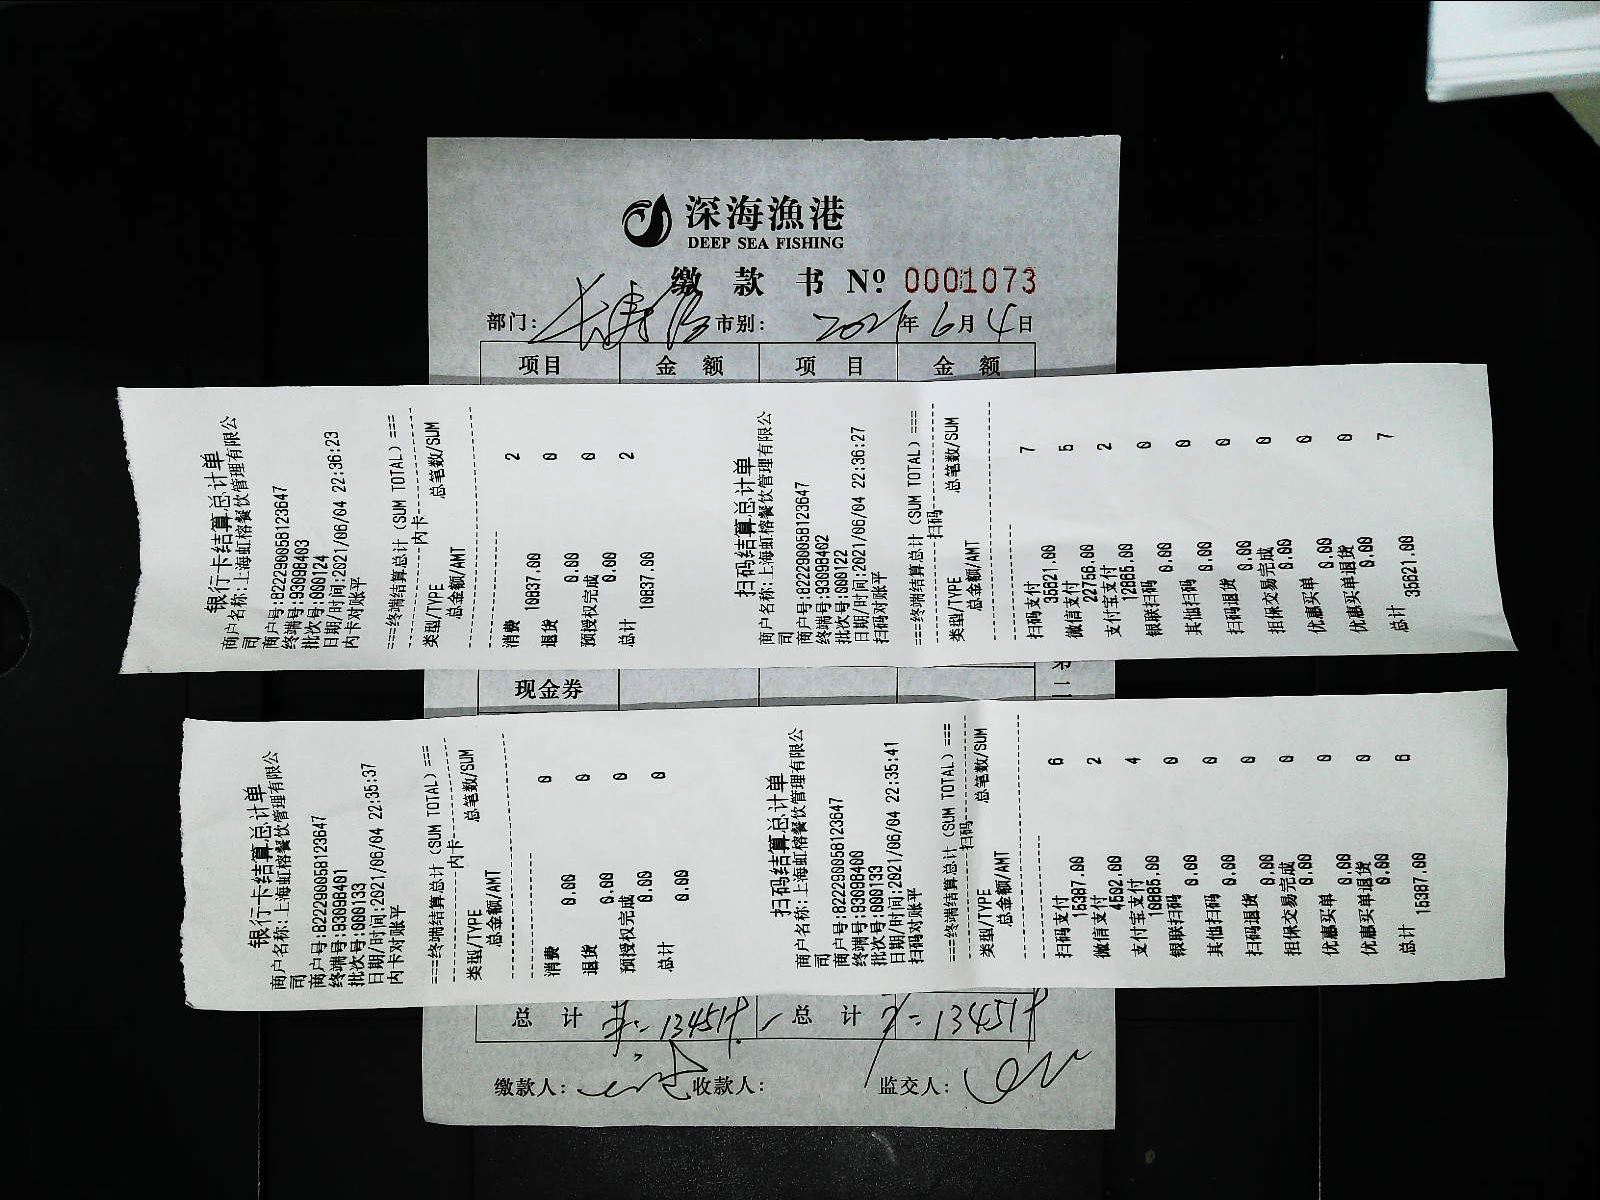 深海漁港
DEEP SEA FISHING
缴 款 书 Nº 0001073
部门: 市别: 2021年6月4日
项目 金 额 项 目 金 额
银行卡结算总计单
商户名称:上海虹榕餐饮管理有限公
司
商户号:822290058123647
终端号:93098403
批次号:000124
日期/时间:2021/06/04 22:36:23
内卡对账平
===终端结算总计(SUM TOTAL)===
内卡
类型/TYPE 总笔数/SUM
总金额/AMT
消费 2
10837.00
退货 0
0.00
预授权完成 0
0.00
总计 2
10837.00
扫码结算总计单
商户名称:上海虹榕餐饮管理有限公
司
商户号:822290058123647
终端号:93098402
批次号:000122
日期/时间:2021/06/04 22:36:27
扫码对账平
===终端结算总计(SUM TOTAL)===
扫码
类型/TYPE 总笔数/SUM
总金额/AMT
扫码支付 7
35621.00
微信支付 5
22756.00
支付宝支付 2
12865.00
银联扫码 0
0.00
其他扫码 0
0.00
扫码退货 0
0.00
担保交易完成 0
0.00
优惠买单 0
0.00
优惠买单退货 0
0.00
总计 7
35621.00
现金券
银行卡结算总计单
商户名称:上海虹榕餐饮管理有限公
司
商户号:822290058123647
终端号:93098401
批次号:000133
日期/时间:2021/06/04 22:35:37
内卡对账平
===终端结算总计(SUM TOTAL)===
内卡
类型/TYPE 总笔数/SUM
总金额/AMT
消费 0
0.00
退货 0
0.00
预授权完成 0
0.00
总计 0
0.00
扫码结算总计单
商户名称:上海虹榕餐饮管理有限公
司
商户号:822290058123647
终端号:93098400
批次号:000133
日期/时间:2021/06/04 22:35:41
扫码对账平
===终端结算总计(SUM TOTAL)===
扫码
类型/TYPE 总笔数/SUM
总金额/AMT
扫码支付 6
15387.00
微信支付 2
4502.00
支付宝支付 4
10885.00
银联扫码 0
0.00
其他扫码 0
0.00
扫码退货 0
0.00
担保交易完成 0
0.00
优惠买单 0
0.00
优惠买单退货 0
0.00
总计 6
15387.00
总 计 总 计
缴款人: 收款人: 监交人: